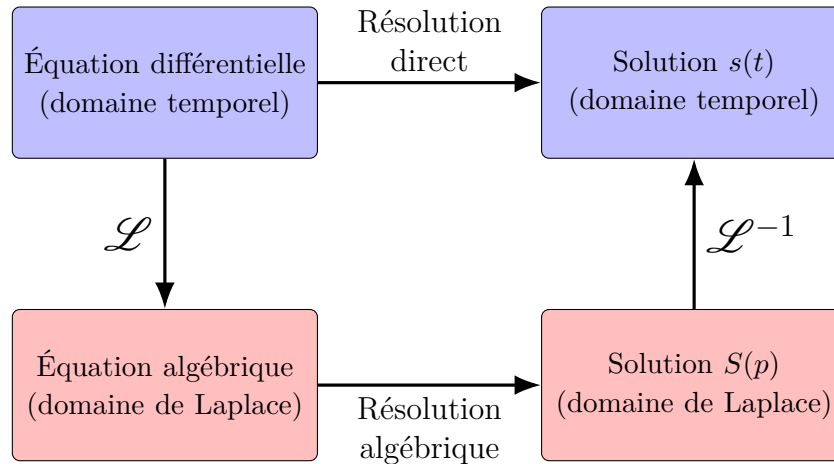 Équation différentielle
(domaine temporel)
Résolution
direct
Solution s(t)
(domaine temporel)
ℒ
ℒ⁻¹
Équation algébrique
(domaine de Laplace)
Résolution
algébrique
Solution S(p)
(domaine de Laplace)